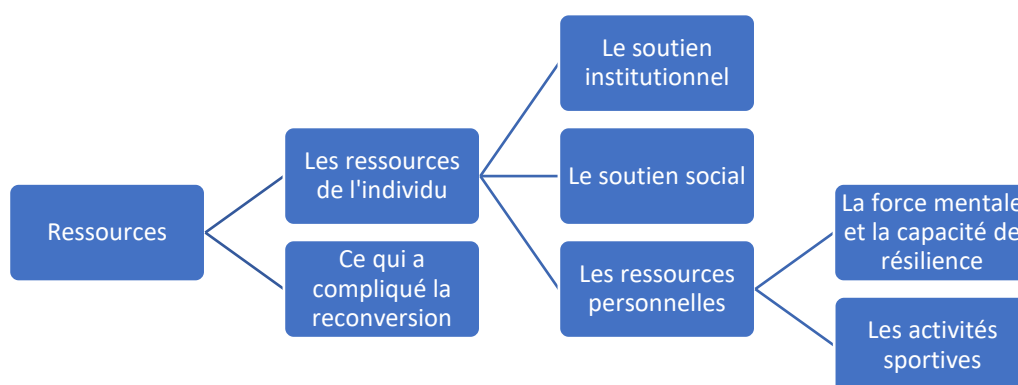 Ressources
Les ressources
de l'individu
Ce qui a
compliqué la
reconversion
Le soutien
institutionnel
Le soutien social
Les ressources
personnelles
La force mentale
et la capacité de
résilience
Les activités
sportives